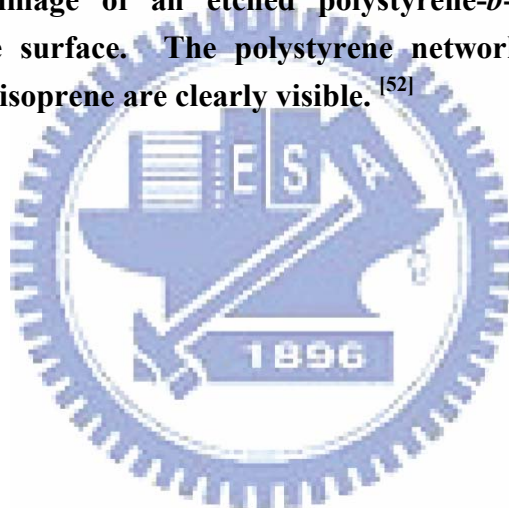 image of an etched polystyrene-b-
surface. The polystyrene network
isoprene are clearly visible. [52]
E S A
1896